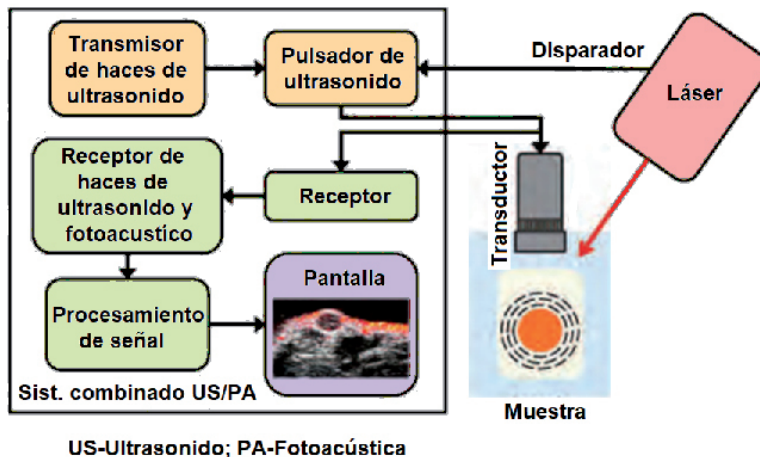 Transmisor
de haces de
ultrasonido
Pulsador de
ultrasonido
Disparador
Láser
Receptor de
haces de
ultrasonido y
fotoacustíco
Receptor
Transductor
Procesamiento
de señal
Pantalla
Sist. combinado US/PA
Muestra
US-Ultrasonido; PA-Fotoacústica